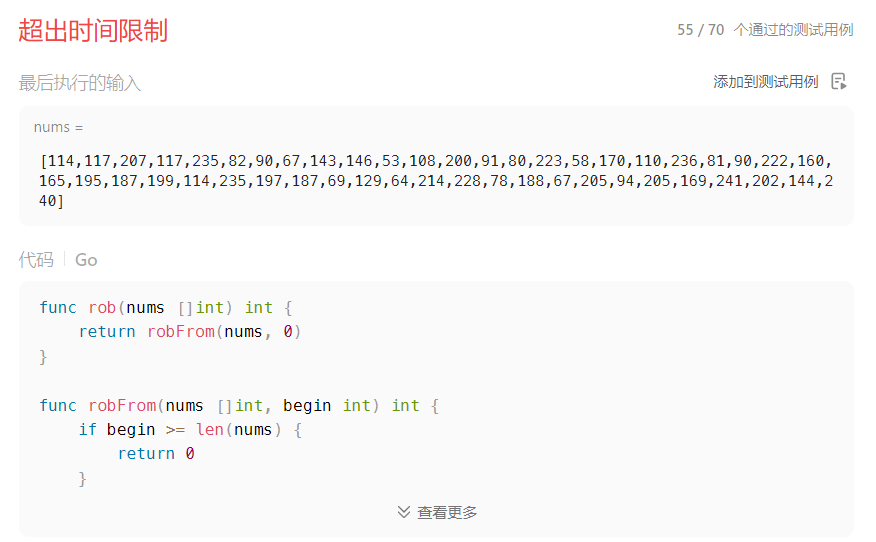 超出时间限制
55 / 70 个通过的测试用例
最后执行的输入
添加到测试用例
nums =
[114,117,207,117,235,82,90,67,143,146,53,108,200,91,80,223,58,170,110,236,81,90,222,160,
165,195,187,199,114,235,197,187,69,129,64,214,228,78,188,67,205,94,205,169,241,202,144,2
40]
代码 | Go
func rob(nums []int) int {
    return robFrom(nums, 0)
}
func robFrom(nums []int, begin int) int {
    if begin >= len(nums) {
        return 0
    }
查看更多